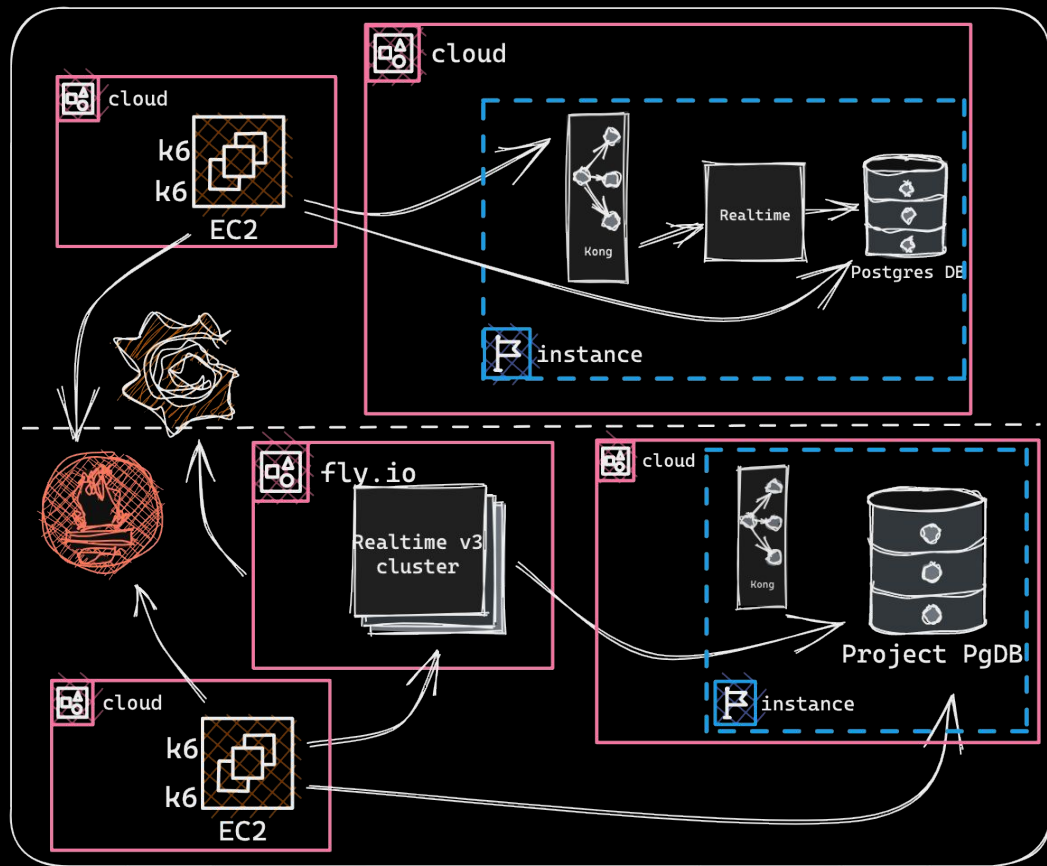 cloud
cloud
k6
k6
EC2
Kong
Realtime
Postgres DB
instance
fly.io
cloud
Realtime v3
cluster
Kong
Project PgDB
cloud
instance
k6
k6
EC2